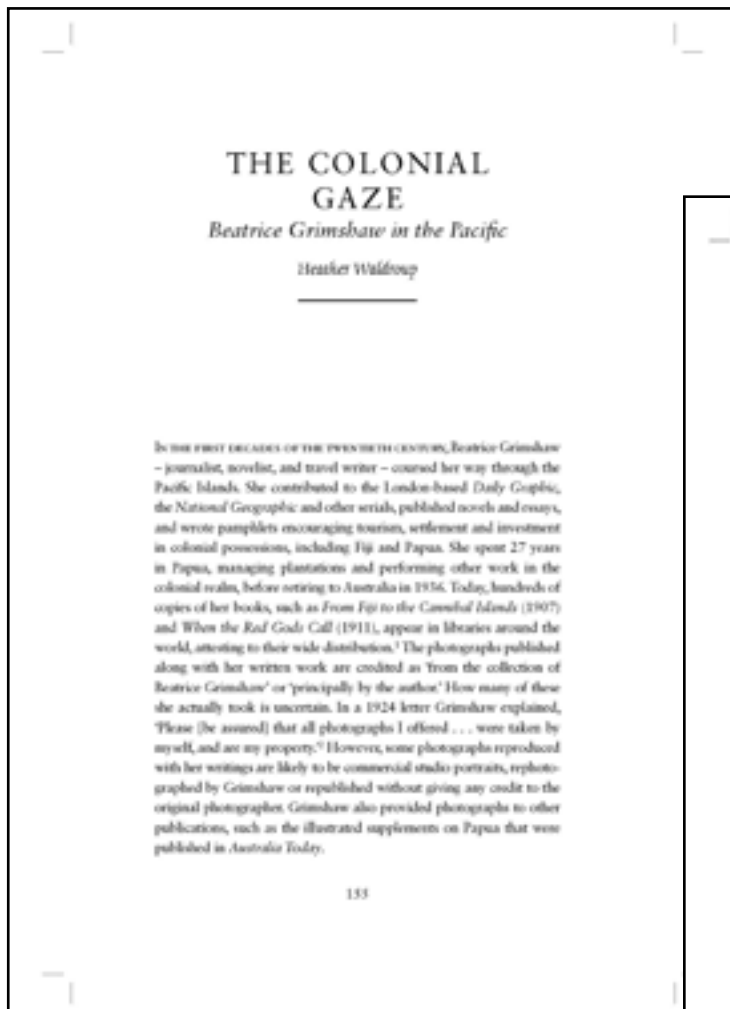 THE COLONIAL
GAZE
Beatrice Grimshaw in the Pacific
Heather Waldroup
IN THE FIRST DECADES OF THE TWENTIETH CENTURY, Beatrice Grimshaw
– journalist, novelist, and travel writer – coursed her way through the
Pacific Islands. She contributed to the London-based Daily Graphic,
the National Geographic and other serials, published novels and essays,
and wrote pamphlets encouraging tourism, settlement and investment
in colonial possessions, including Fiji and Papua. She spent 27 years
in Papua, managing plantations and performing other work in the
colonial realm, before retiring to Australia in 1936. Today, hundreds of
copies of her books, such as From Fiji to the Cannibal Islands (1907)
and When the Red Gods Call (1911), appear in libraries around the
world, attesting to their wide distribution.¹ The photographs published
along with her written work are credited as ‘from the collection of
Beatrice Grimshaw’ or ‘principally by the author.’ How many of these
she actually took is uncertain. In a 1924 letter Grimshaw explained,
‘Please [be assured] that all photographs I offered . . . were taken by
myself, and are my property.’² However, some photographs reproduced
with her writings are likely to be commercial studio portraits, rephoto-
graphed by Grimshaw or republished without giving any credit to the
original photographer. Grimshaw also provided photographs to other
publications, such as the illustrated supplements on Papua that were
published in Australia Today.